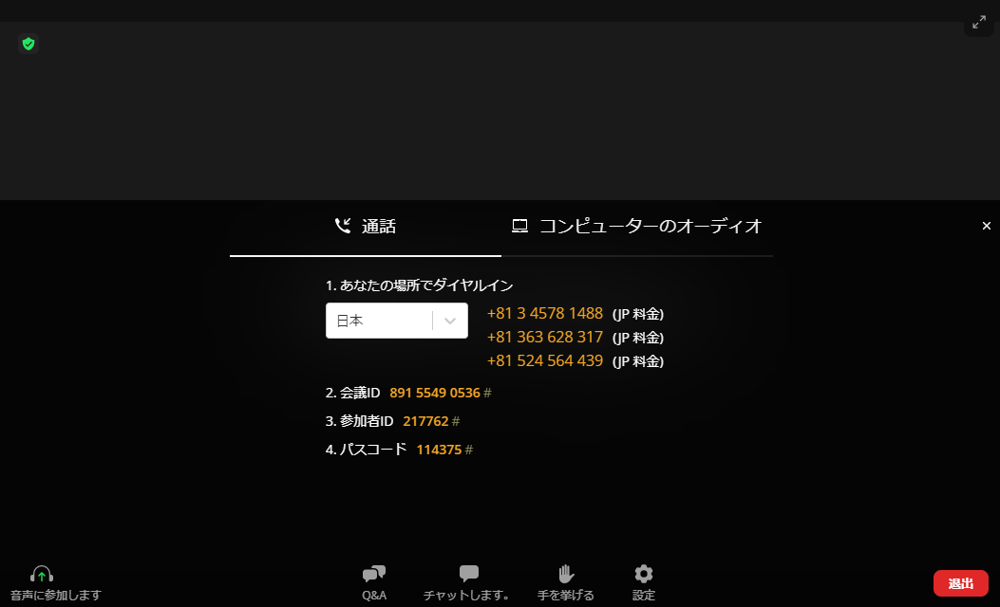 通話
コンピューターのオーディオ
1. あなたの場所でダイヤルイン
日本
+81 3 4578 1488 (JP 料金)
+81 363 628 317 (JP 料金)
+81 524 564 439 (JP 料金)
2. 会議ID 891 5549 0536 #
3. 参加者ID 217762 #
4. パスコード 114375 #
音声に参加します
Q&A
チャットします。
手を挙げる
設定
退出